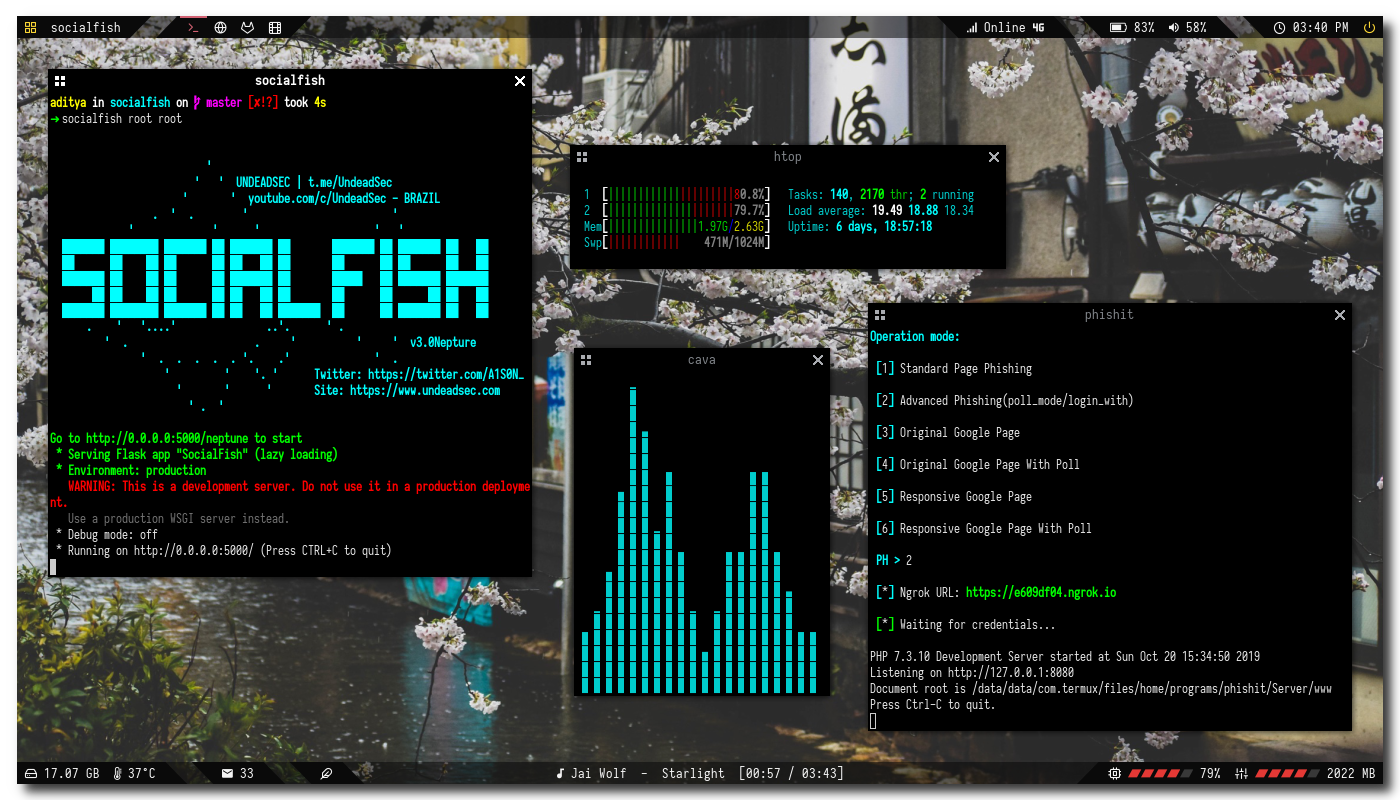 socialfish
Online 4G
83%
58%
03:40 PM
socialfish
aditya in socialfish on master [x!?] took 4s
➜ socialfish root root
UNDEADSEC | t.me/UndeadSec
youtube.com/c/UndeadSec - BRAZIL
SOCIAL FISH
v3.0Nepture
Twitter: https://twitter.com/A1S0N_
Site: https://www.undeadsec.com
Go to http://0.0.0.0:5000/neptune to start
* Serving Flask app "SocialFish" (lazy loading)
* Environment: production
WARNING: This is a development server. Do not use it in a production deployme
nt.
Use a production WSGI server instead.
* Debug mode: off
* Running on http://0.0.0.0:5000/ (Press CTRL+C to quit)
htop
1 [||||||||||||||||||||||80.8%]
2 [|||||||||||||||||||||79.7%]
Mem[|||||||||||||||1.97G/2.63G]
Swp[|||||||||||| 471M/1024M]
Tasks: 140, 2170 thr; 2 running
Load average: 19.49 18.88 18.34
Uptime: 6 days, 18:57:18
cava
phishit
Operation mode:
[1] Standard Page Phishing
[2] Advanced Phishing(poll_mode/login_with)
[3] Original Google Page
[4] Original Google Page With Poll
[5] Responsive Google Page
[6] Responsive Google Page With Poll
PH > 2
[*] Ngrok URL: https://e609df04.ngrok.io
[*] Waiting for credentials...
PHP 7.3.10 Development Server started at Sun Oct 20 15:34:50 2019
Listening on http://127.0.0.1:8080
Document root is /data/data/com.termux/files/home/programs/phishit/Server/www
Press Ctrl-C to quit.
17.07 GB
37°C
33
Jai Wolf - Starlight [00:57 / 03:43]
79%
2022 MB